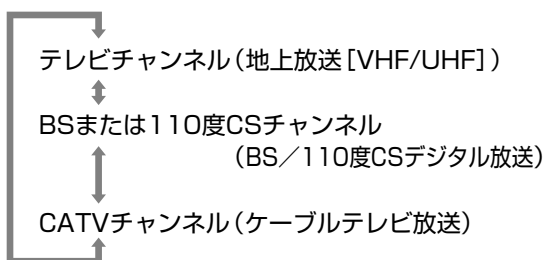 テレビチャンネル（地上放送［VHF/UHF］）
BSまたは110度CSチャンネル
（BS／110度CSデジタル放送）
CATVチャンネル（ケーブルテレビ放送）